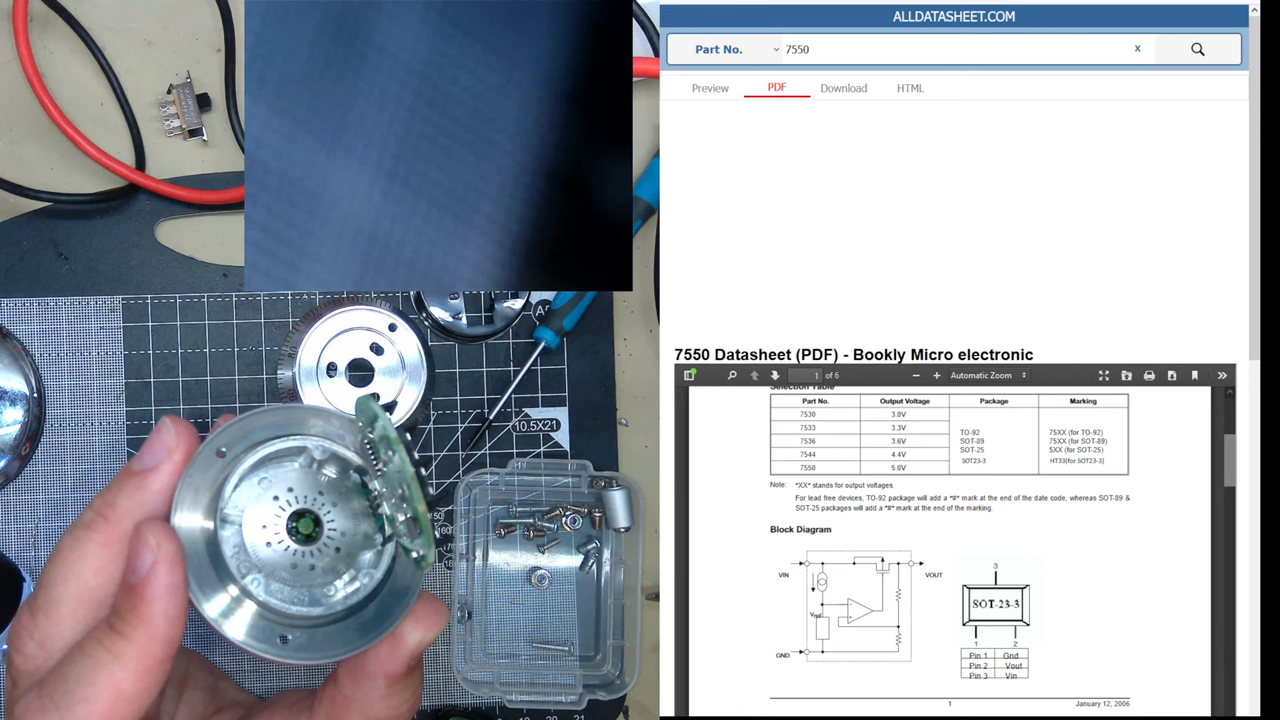 ALLDATASHEET.COM
Part No.
7550
x
Preview
PDF
Download
HTML
7550 Datasheet (PDF) - Bookly Micro electronic
1
of 6
Automatic Zoom
Selection Table
Part No.
Output Voltage
Package
Marking
7530
3.0V
7533
3.3V
7536
3.6V
7544
4.4V
7550
5.0V
TO-92
SOT-89
SOT-25
SOT23-3
75XX (for TO-92)
75XX (for SOT-89)
5XX (for SOT-25)
HT33(for SOT23-3)
Note: "XX" stands for output voltages.
For lead free devices, TO-92 package will add a "#" mark at the end of the date code, whereas SOT-89 &
SOT-25 packages will add a "#" mark at the end of the marking.
Block Diagram
VIN
VOUT
Vref
GND
3
SOT-23-3
1
2
Pin 1 Gnd
Pin 2 Vout
Pin 3 Vin
1
January 12, 2006
10.5X21
150
160